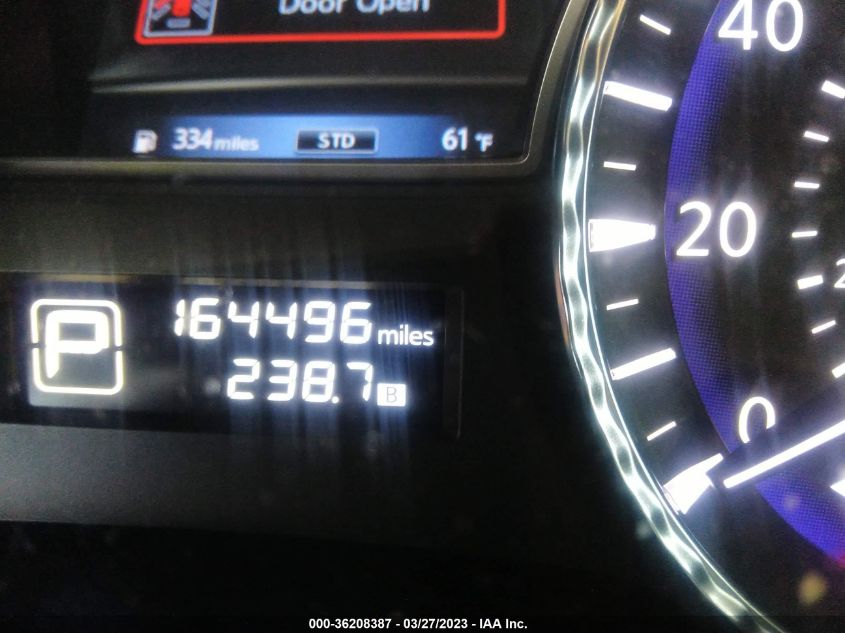 Door Open
334 miles STD 61 °F
40
20
2
P 164496 miles
238.7 B
0
000-36208387 - 03/27/2023 - IAA Inc.